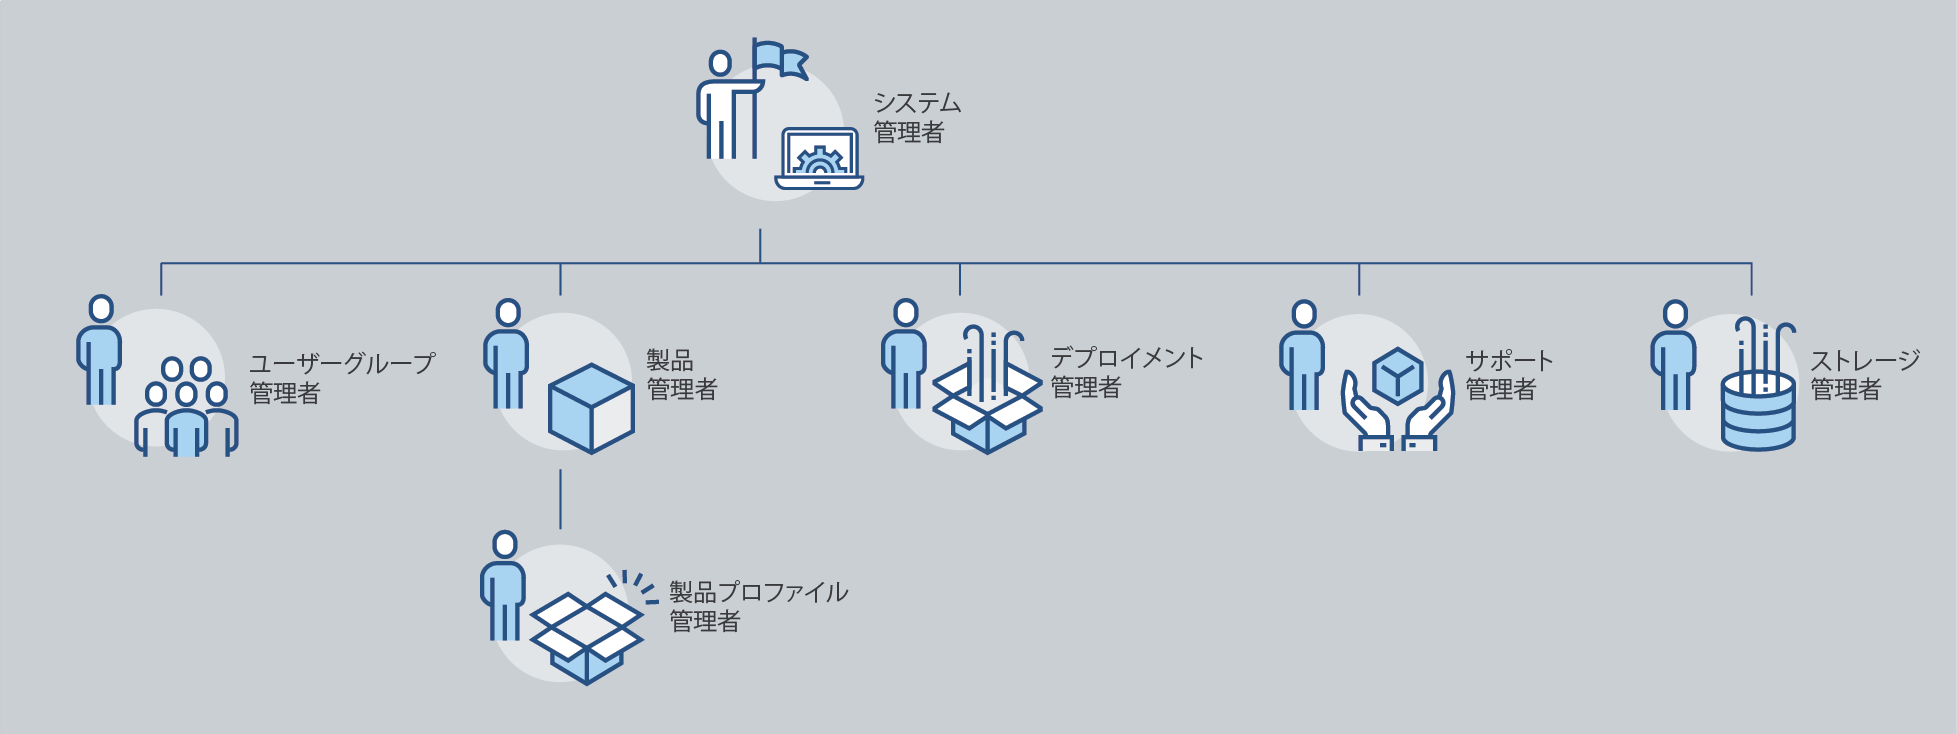 システム
管理者
ユーザーグループ
管理者
製品
管理者
デプロイメント
管理者
サポート
管理者
ストレージ
管理者
製品プロファイル
管理者